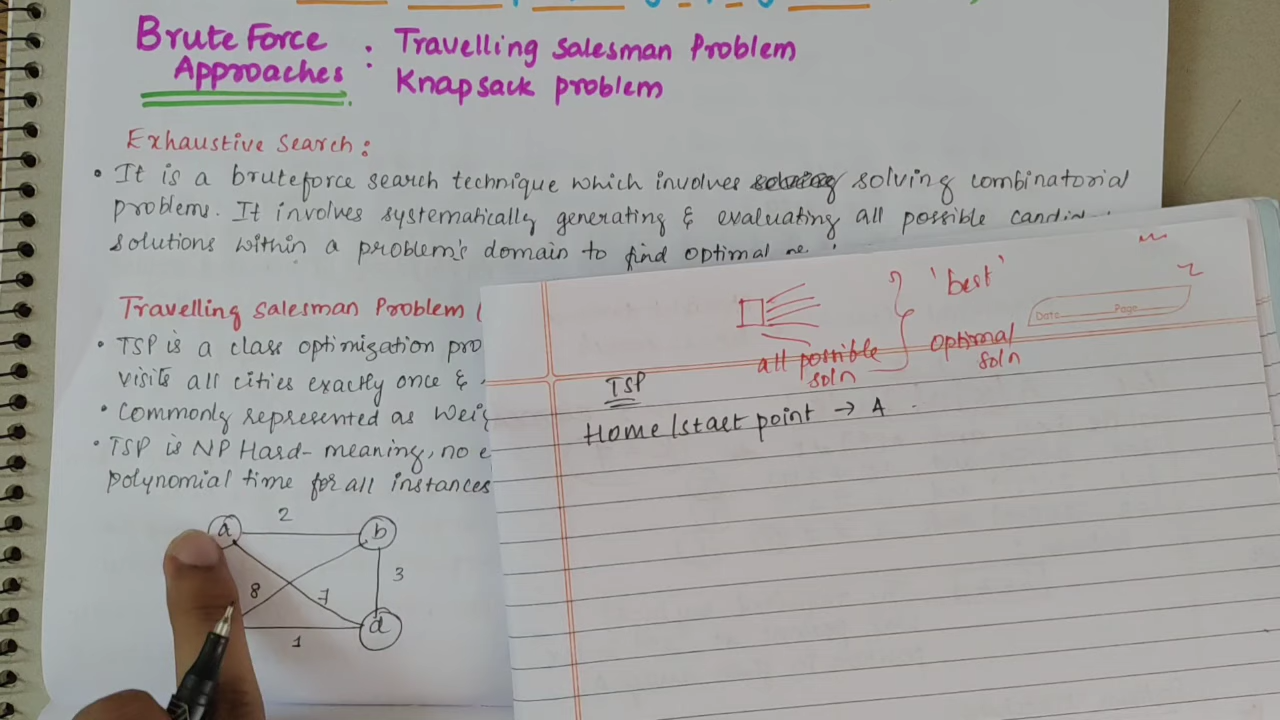 Brute Force : Travelling Salesman Problem
Approaches Knapsack problem
Exhaustive Search:
• It is a bruteforce search technique which involves solving combinatorial
problems. It involves systematically generating & evaluating all possible
solutions within a problem's domain to find optimal
Travelling Salesman Problem (
• TSP is a class optimization
visits all cities exactly once &
• Commonly represented as
• TSP is NP Hard- meaning, no
polynomial time for all instances
a 2 b
8 7 3
1 d
'best'
Date Page
all possible
soln
optimal
soln
TSP
Home/start point → A